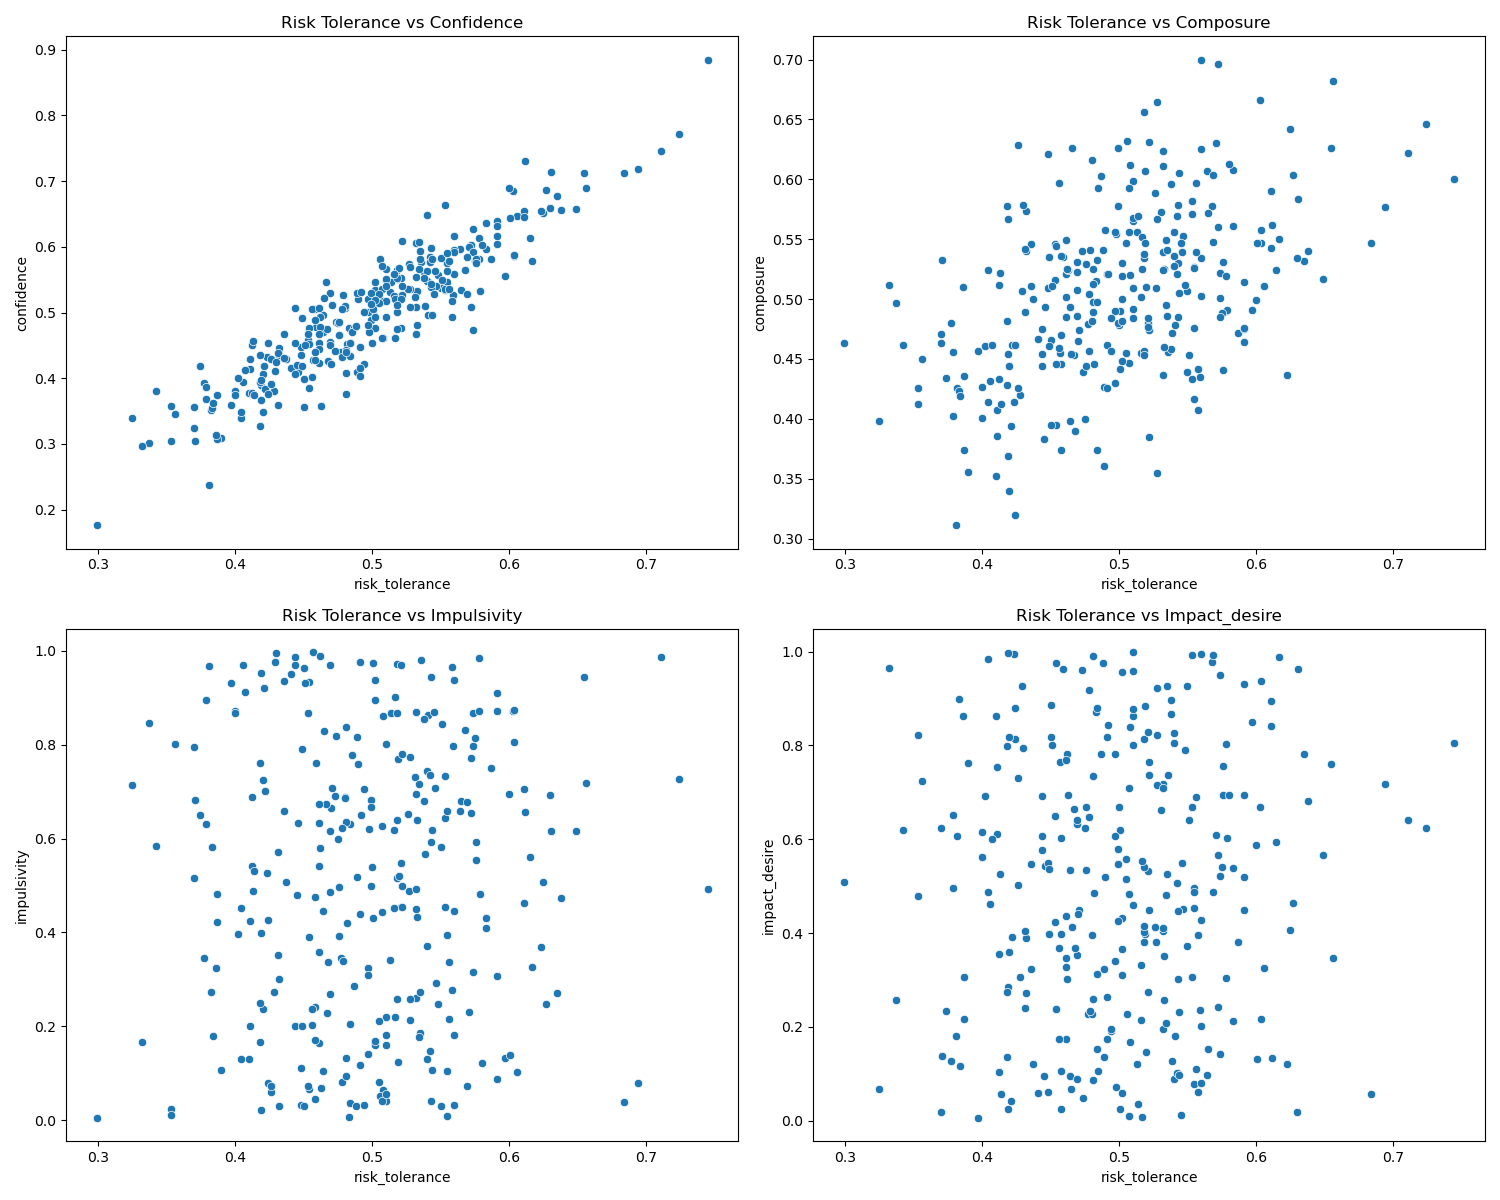 Risk Tolerance vs Confidence
0.9
0.8
0.7
0.6
0.5
0.4
0.3
0.2
confidence
0.3 0.4 0.5 0.6 0.7
risk_tolerance
Risk Tolerance vs Composure
0.70
0.65
0.60
0.55
0.50
0.45
0.40
0.35
0.30
composure
0.3 0.4 0.5 0.6 0.7
risk_tolerance
Risk Tolerance vs Impulsivity
1.0
0.8
0.6
0.4
0.2
0.0
impulsivity
0.3 0.4 0.5 0.6 0.7
risk_tolerance
Risk Tolerance vs Impact_desire
1.0
0.8
0.6
0.4
0.2
0.0
impact_desire
0.3 0.4 0.5 0.6 0.7
risk_tolerance